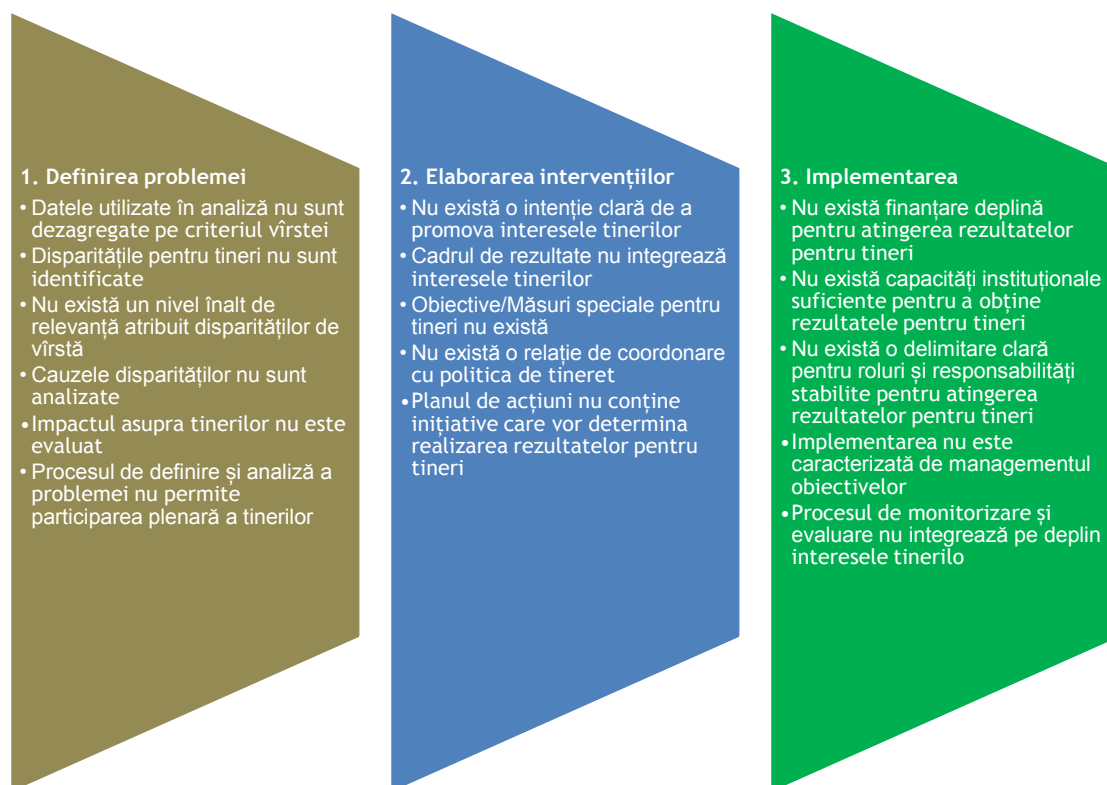 1. Definirea problemei
• Datele utilizate în analiză nu sunt
dezagregate pe criteriul vîrstei
• Disparitățile pentru tineri nu sunt
identificate
• Nu există un nivel înalt de
relevanță atribuit disparităților de
vîrstă
• Cauzele disparităților nu sunt
analizate
•Impactul asupra tinerilor nu este
evaluat
• Procesul de definire și analiză a
problemei nu permite
participarea plenară a tinerilor
2. Elaborarea intervențiilor
• Nu există o intenție clară de a
promova interesele tinerilor
• Cadrul de rezultate nu integrează
interesele tinerilor
• Obiective/Măsuri speciale pentru
tineri nu există
• Nu există o relație de coordonare
cu politica de tineret
•Planul de acțiuni nu conține
inițiative care vor determina
realizarea rezultatelor pentru
tineri
3. Implementarea
• Nu există finanțare deplină
pentru atingerea rezultatelor
pentru tineri
• Nu există capacități instituționale
suficiente pentru a obține
rezultatele pentru tineri
• Nu există o delimitare clară
pentru roluri și responsabilități
stabilite pentru atingerea
rezultatelor pentru tineri
•Implementarea nu este
caracterizată de managementul
obiectivelor
•Procesul de monitorizare și
evaluare nu integrează pe deplin
interesele tinerilo